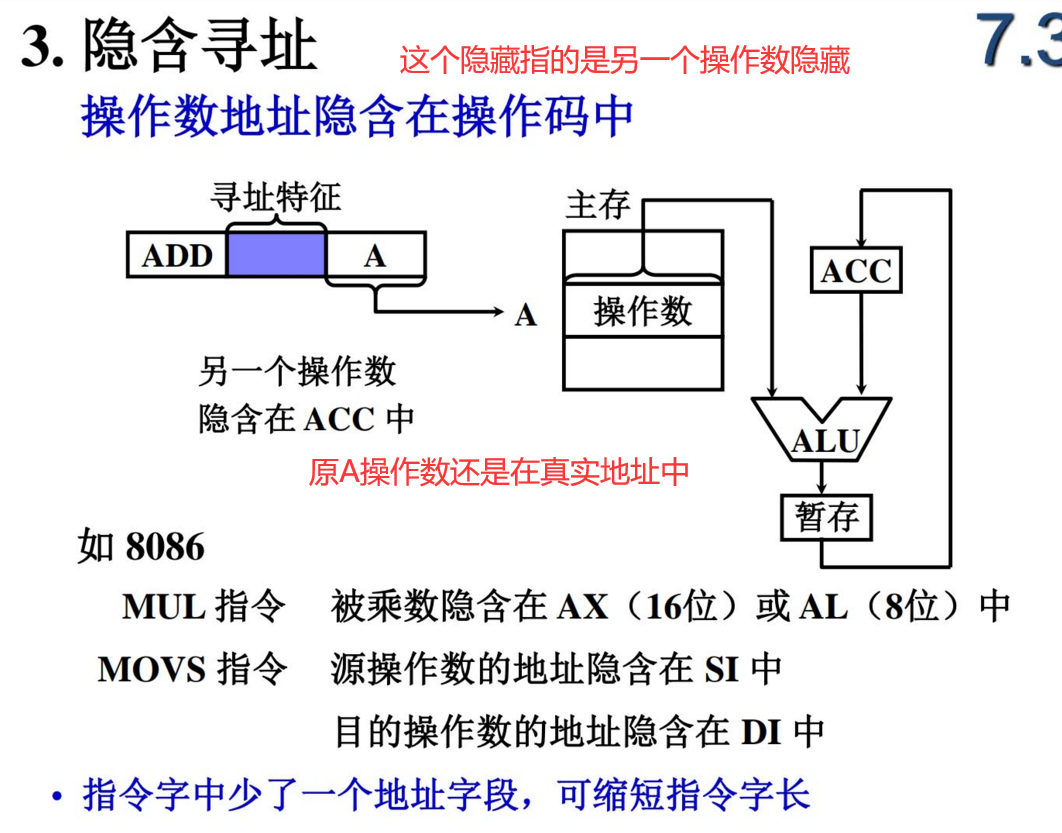 3. 隐含寻址
这个隐藏指的是另一个操作数隐藏
7.3
操作数地址隐含在操作码中
寻址特征
主存
ADD
A
ACC
A
操作数
另一个操作数
隐含在 ACC 中
ALU
原A操作数还是在真实地址中
暂存
如 8086
MUL 指令 被乘数隐含在 AX（16位）或 AL（8位）中
MOVS 指令 源操作数的地址隐含在 SI 中
目的操作数的地址隐含在 DI 中
• 指令字中少了一个地址字段，可缩短指令字长